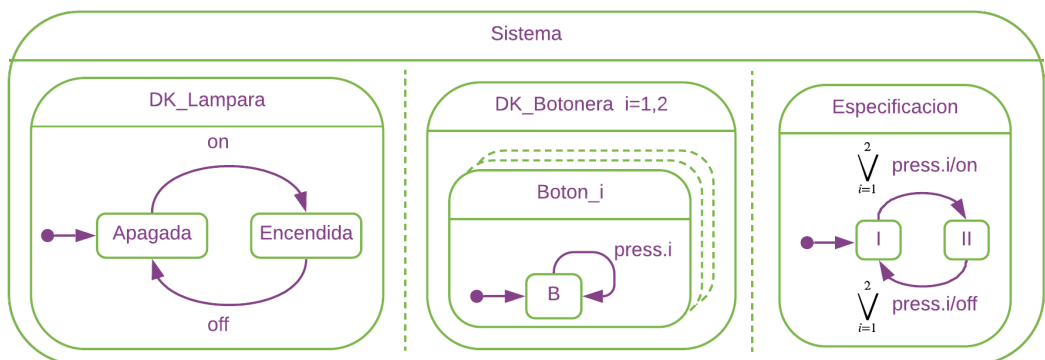 Sistema
DK_Lampara
on
Apagada
Encendida
off
DK_Botonera i=1,2
Boton_i
press.i
B
Especificacion
2
⋁ press.i/on
i=1
I
II
2
⋁ press.i/off
i=1